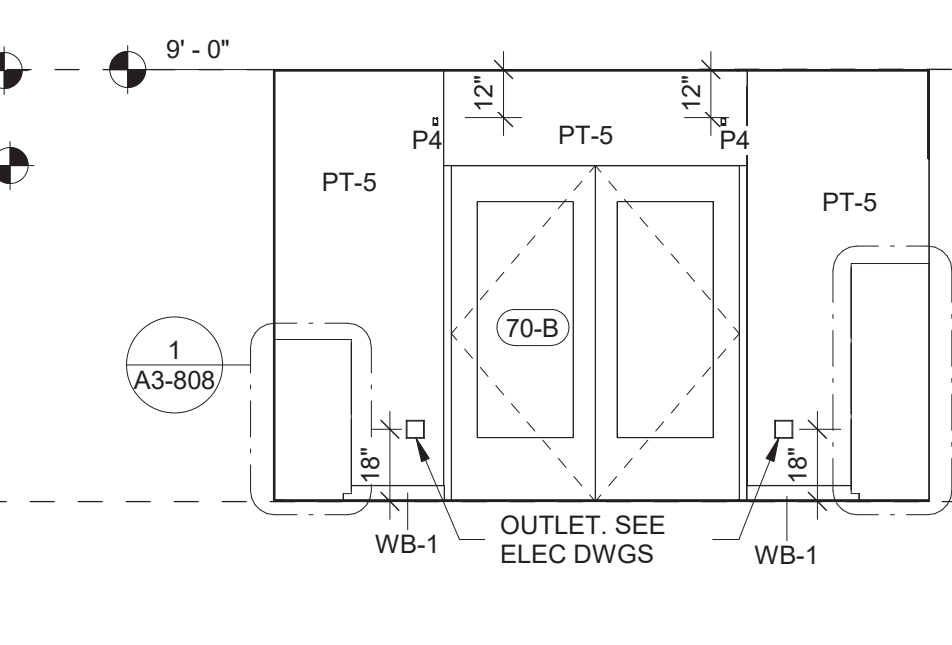 9' - 0"
12"
12"
P4
PT-5
P4
PT-5
PT-5
70-B
1
A3-808
18"
18"
WB-1
OUTLET. SEE
ELEC DWGS
WB-1